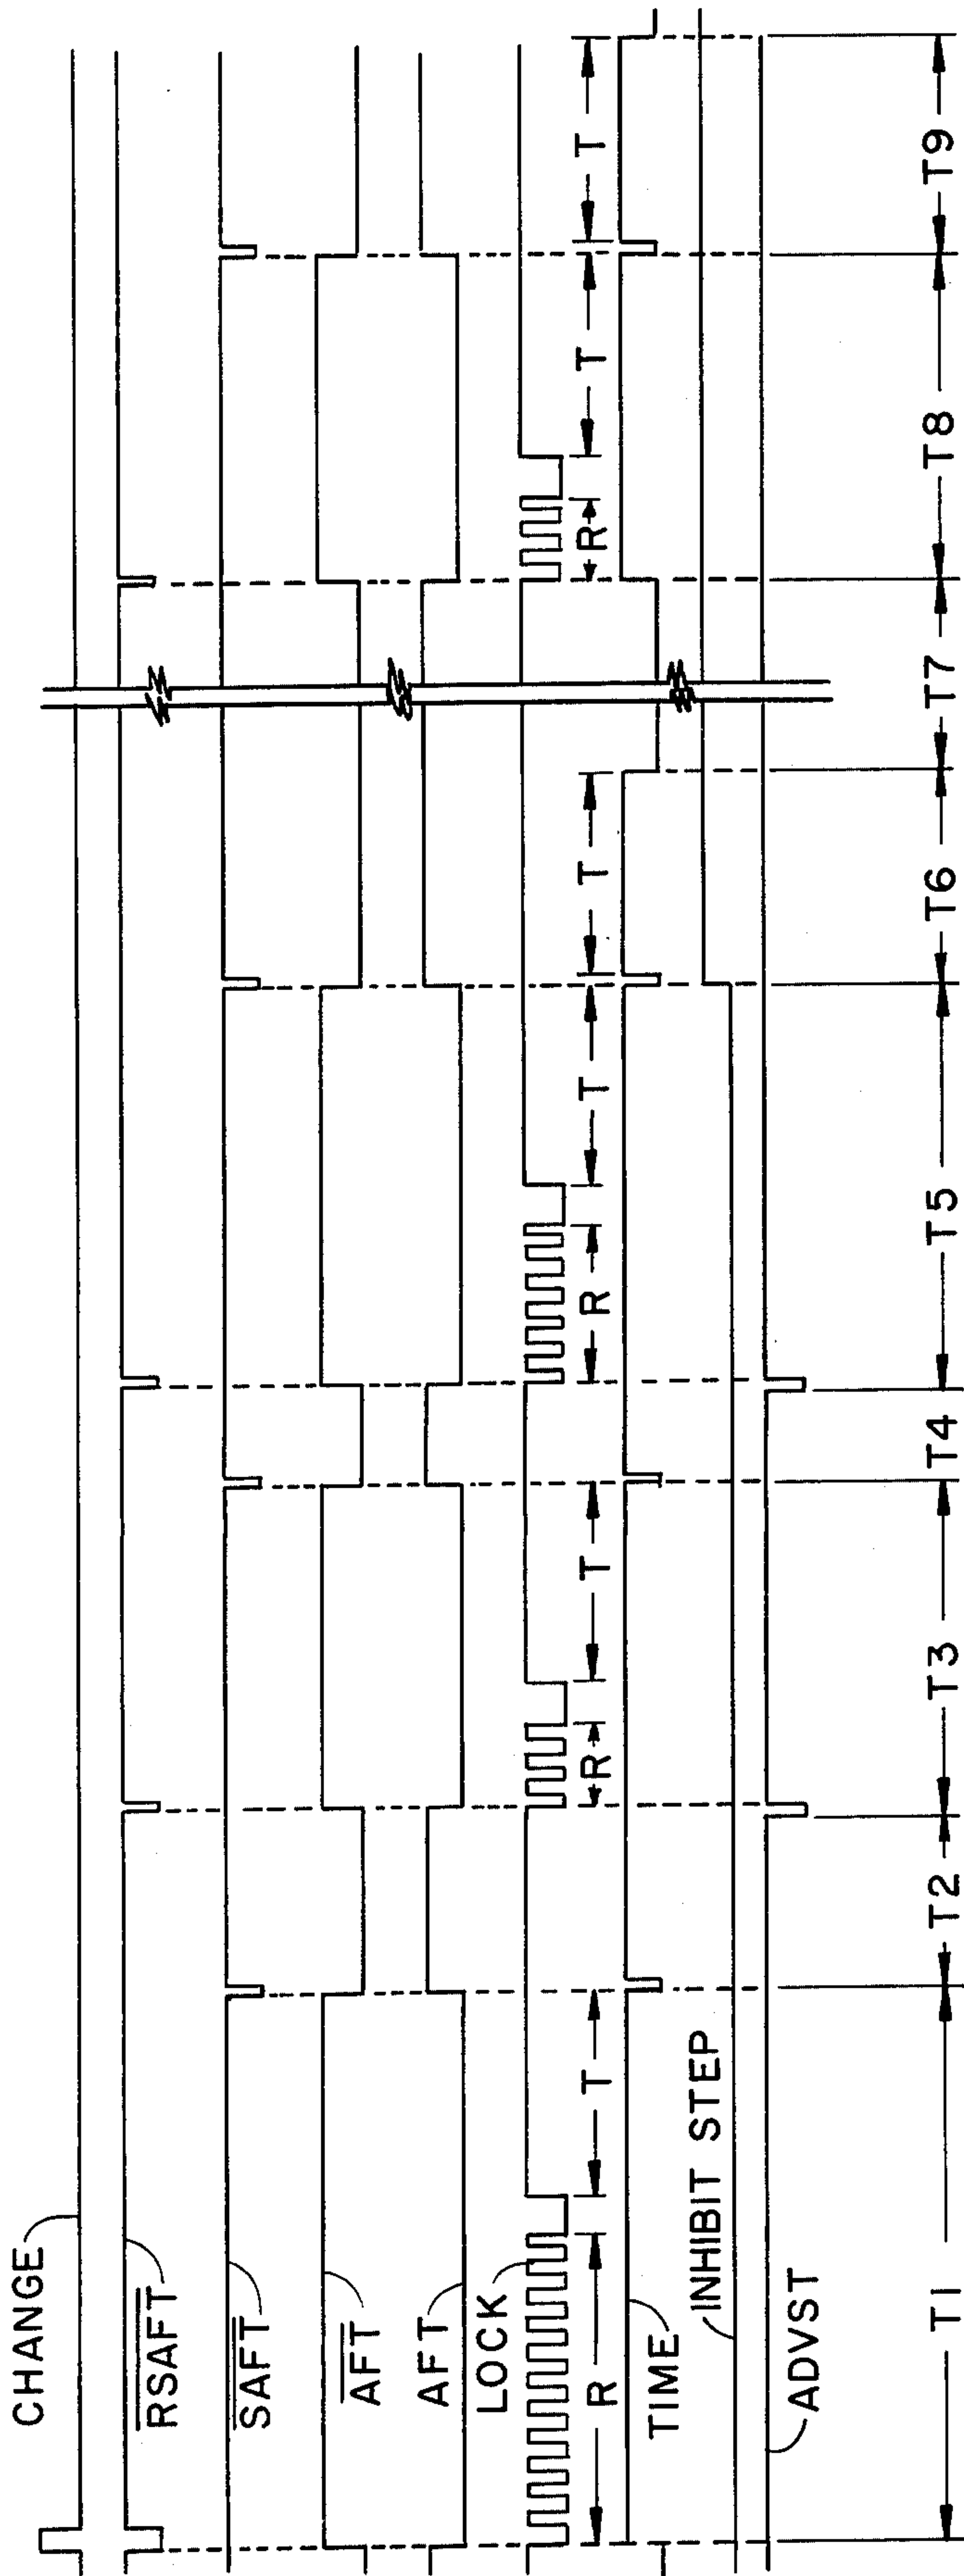 CHANGE
RSAFT
SAFT
AFT
AFT
LOCK
R T R T R T T R T T
TIME
INHIBIT STEP
ADVST
T1 T2 T3 T4 T5 T6 T7 T8 T9